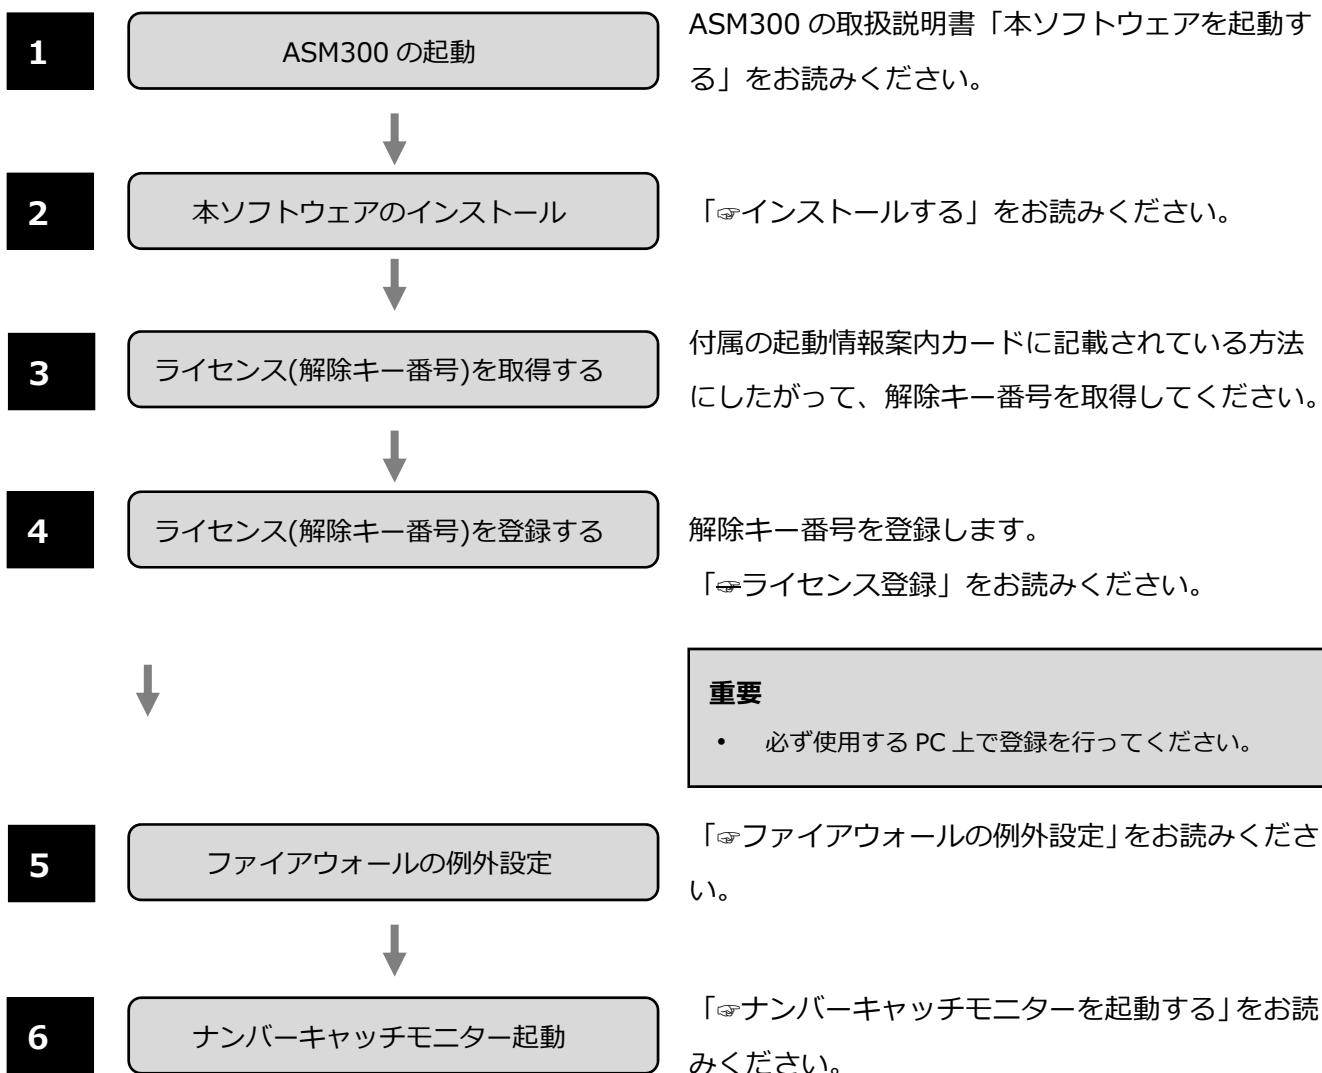 1
ASM300 の起動
ASM300 の取扱説明書「本ソフトウェアを起動す
る」をお読みください。
2
本ソフトウェアのインストール
「☞インストールする」をお読みください。
3
ライセンス(解除キー番号)を取得する
付属の起動情報案内カードに記載されている方法
にしたがって、解除キー番号を取得してください。
4
ライセンス(解除キー番号)を登録する
解除キー番号を登録します。
「☞ライセンス登録」をお読みください。
重要
• 必ず使用する PC 上で登録を行ってください。
5
ファイアウォールの例外設定
「☞ファイアウォールの例外設定」をお読みくださ
い。
6
ナンバーキャッチモニター起動
「☞ナンバーキャッチモニターを起動する」をお読
みください。